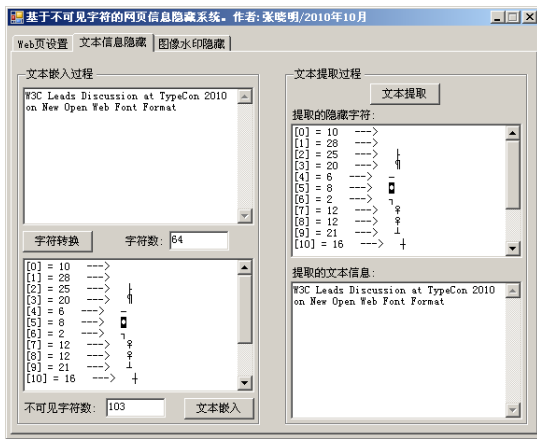 基于不可见字符的网页信息隐藏系统。作者:张晓明/2010年10月
Web页设置 文本信息隐藏 图像水印隐藏
文本嵌入过程
W3C Leads Discussion at TypeCon 2010
on New Open Web Font Format
字符转换 字符数: 64
[0] = 10 --->
[1] = 28 --->
[2] = 25 ---> ├
[3] = 20 ---> ¶
[4] = 6 ---> –
[5] = 8 ---> ◘
[6] = 2 ---> ┐
[7] = 12 ---> ♀
[8] = 12 ---> ♀
[9] = 21 ---> ┴
[10] = 16 ---> ┼
不可见字符数: 103 文本嵌入
文本提取过程
文本提取
提取的隐藏字符:
[0] = 10 --->
[1] = 28 --->
[2] = 25 ---> ├
[3] = 20 ---> ¶
[4] = 6 ---> –
[5] = 8 ---> ◘
[6] = 2 ---> ┐
[7] = 12 ---> ♀
[8] = 12 ---> ♀
[9] = 21 ---> ┴
[10] = 16 ---> ┼
提取的文本信息:
W3C Leads Discussion at TypeCon 2010
on New Open Web Font Format